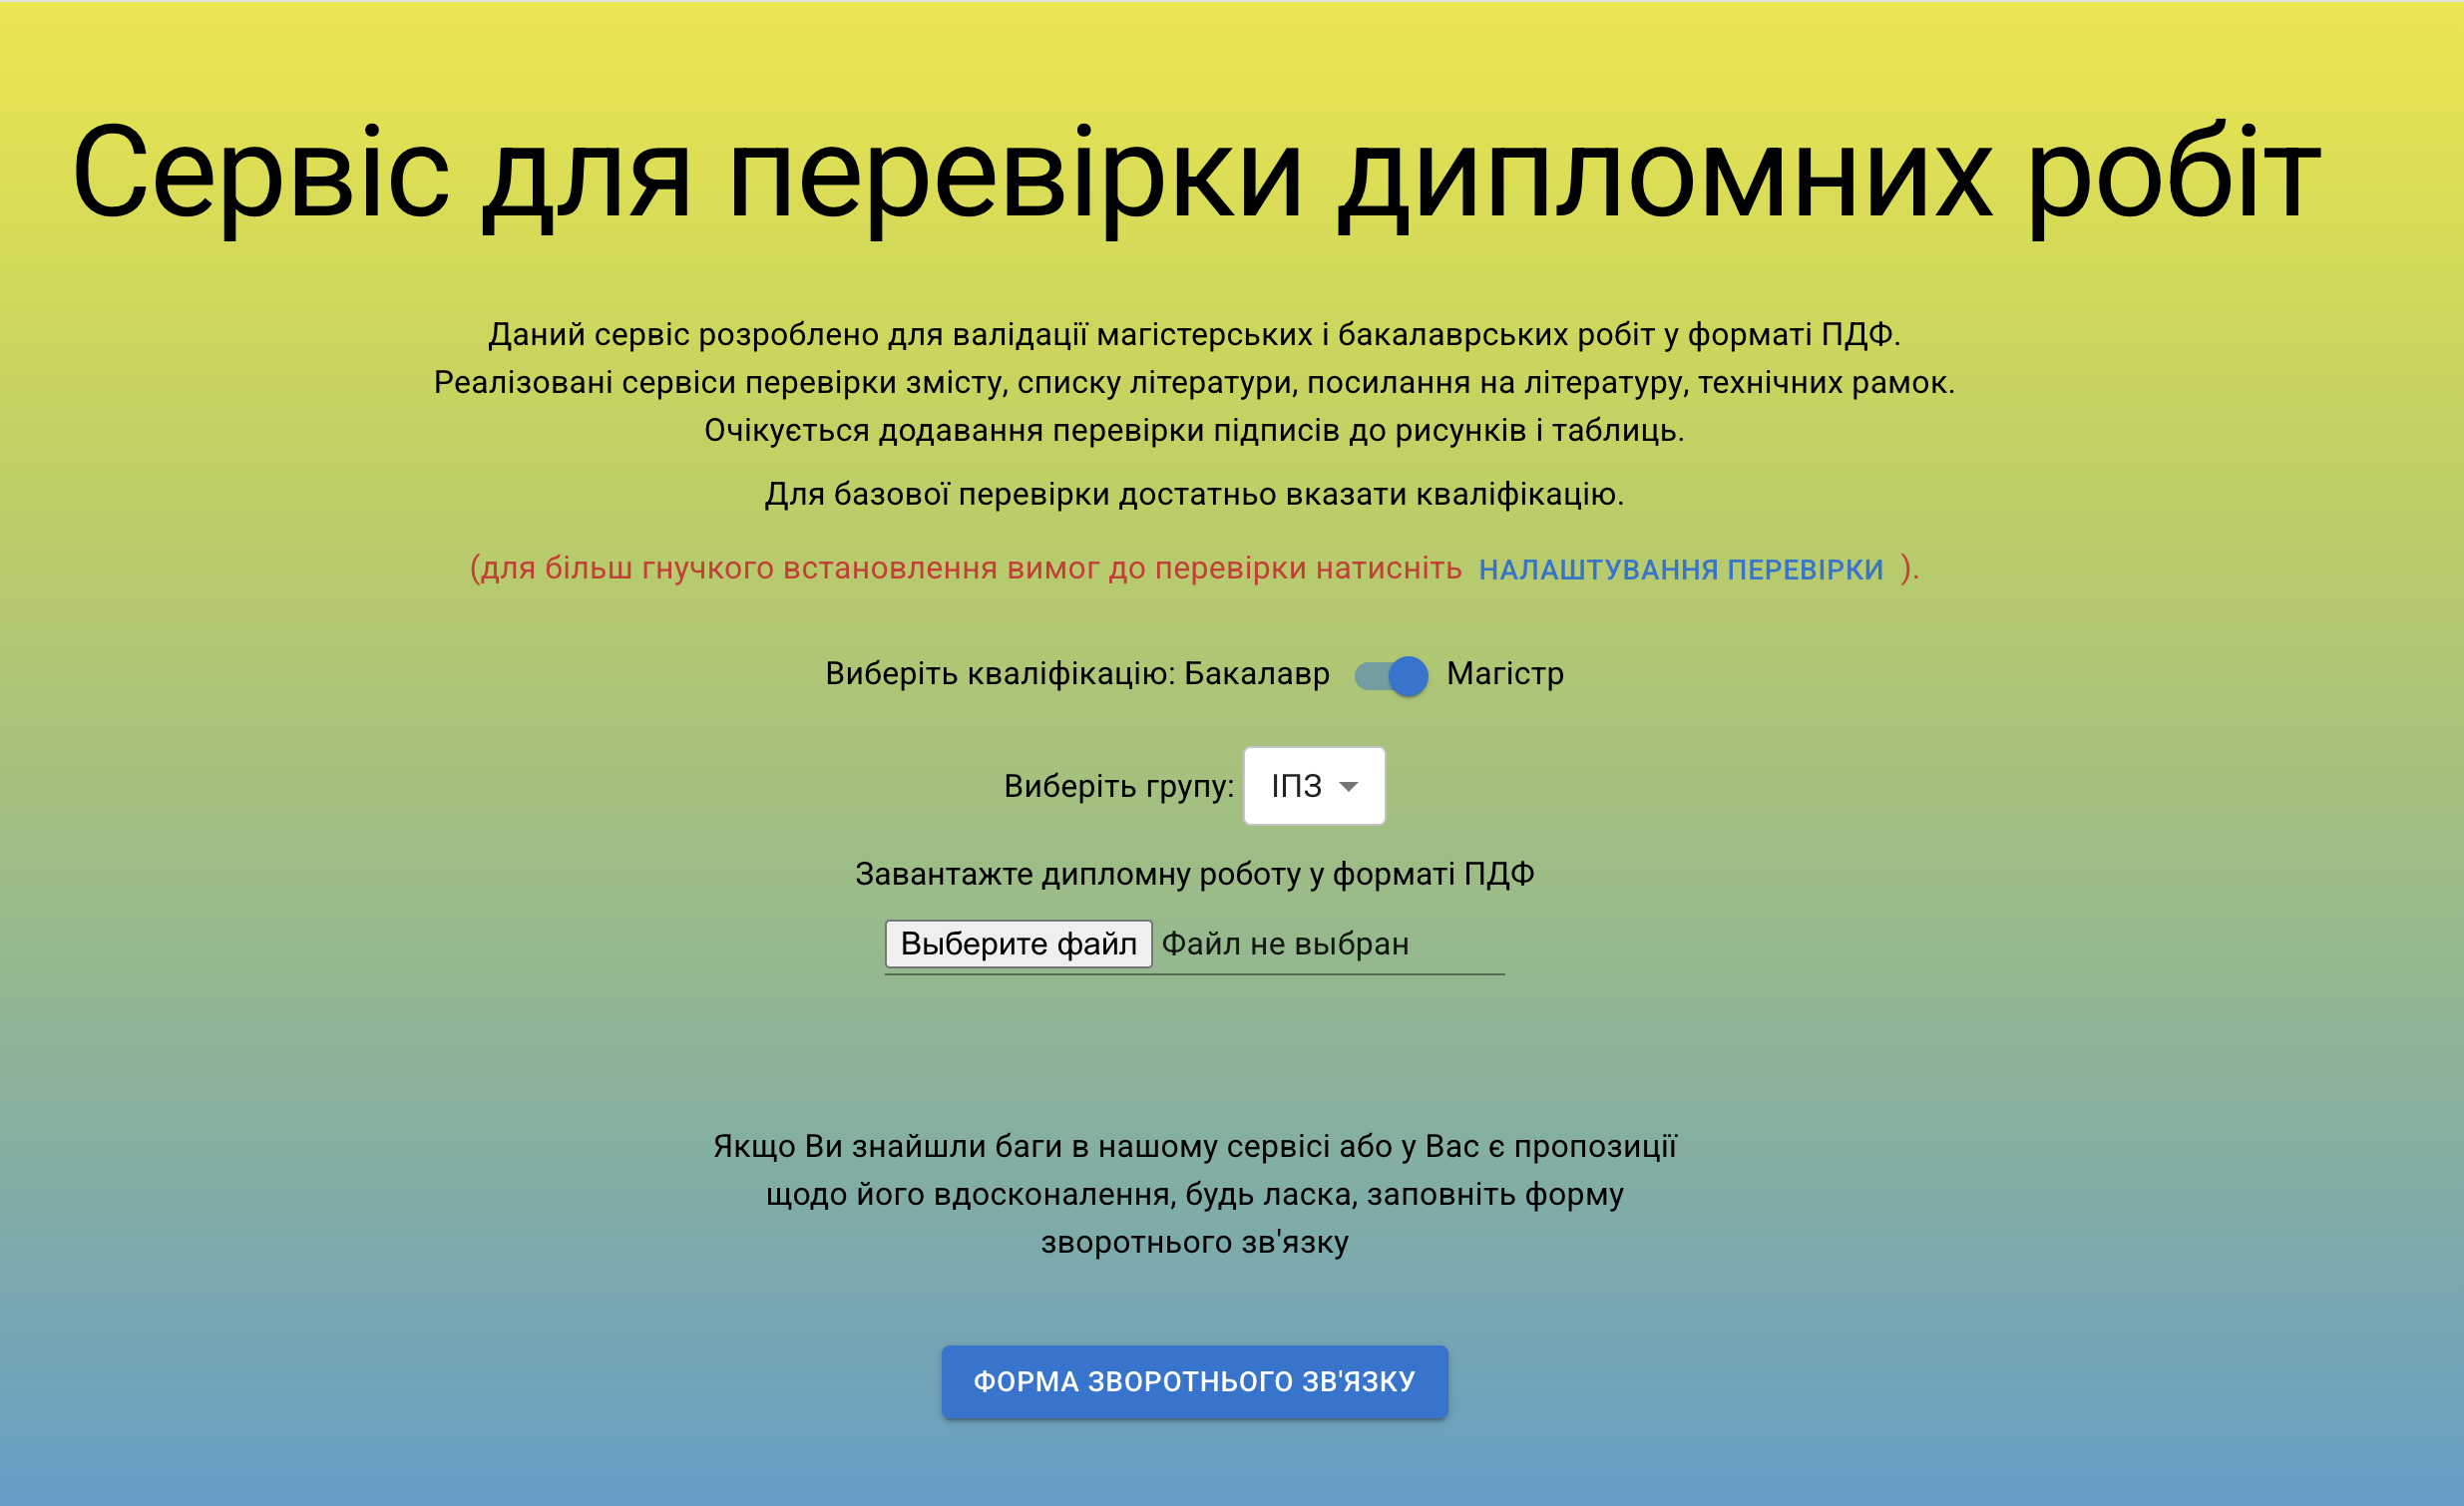 Сервіс для перевірки дипломних робіт
Даний сервіс розроблено для валідації магістерських і бакалаврських робіт у форматі ПДФ.
Реалізовані сервіси перевірки змісту, списку літератури, посилання на літературу, технічних рамок.
Очікується додавання перевірки підписів до рисунків і таблиць.
Для базової перевірки достатньо вказати кваліфікацію.
(для більш гнучкого встановлення вимог до перевірки натисніть НАЛАШТУВАННЯ ПЕРЕВІРКИ ).
Виберіть кваліфікацію: Бакалавр Магістр
Виберіть групу: ІПЗ
Завантажте дипломну роботу у форматі ПДФ
Выберите файл Файл не выбран
Якщо Ви знайшли баги в нашому сервісі або у Вас є пропозиції
щодо його вдосконалення, будь ласка, заповніть форму
зворотнього зв'язку
ФОРМА ЗВОРОТНЬОГО ЗВ'ЯЗКУ